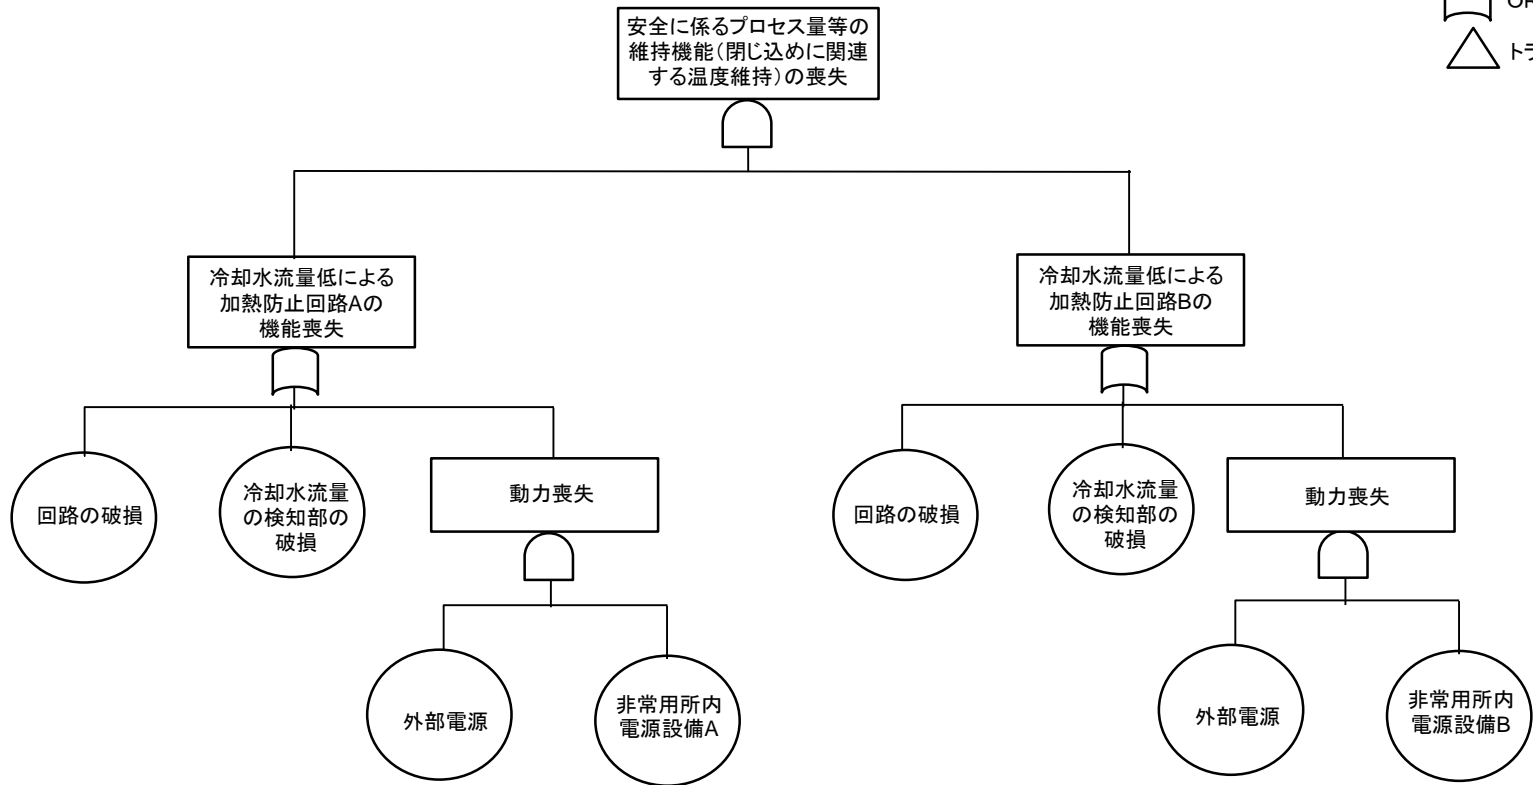 安全に係るプロセス量等の
維持機能(閉じ込めに関連
する温度維持)の喪失
冷却水流量低による
加熱防止回路Aの
機能喪失
冷却水流量低による
加熱防止回路Bの
機能喪失
回路の破損
冷却水流量
の検知部の
破損
動力喪失
回路の破損
冷却水流量
の検知部の
破損
動力喪失
外部電源
非常用所内
電源設備A
外部電源
非常用所内
電源設備B